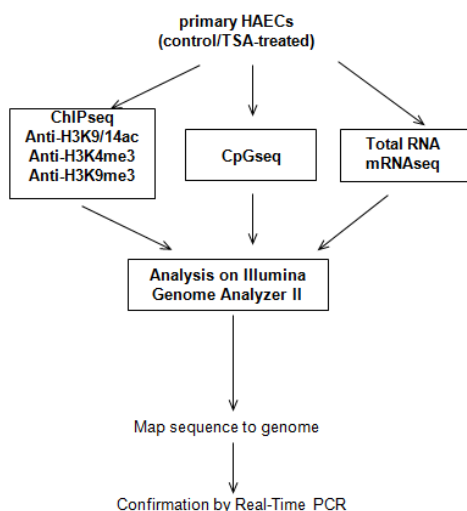 primary HAECs
(control/TSA-treated)
ChIPseq
Anti-H3K9/14ac
Anti-H3K4me3
Anti-H3K9me3
CpGseq
Total RNA
mRNAseq
Analysis on Illumina
Genome Analyzer II
Map sequence to genome
Confirmation by Real-Time PCR